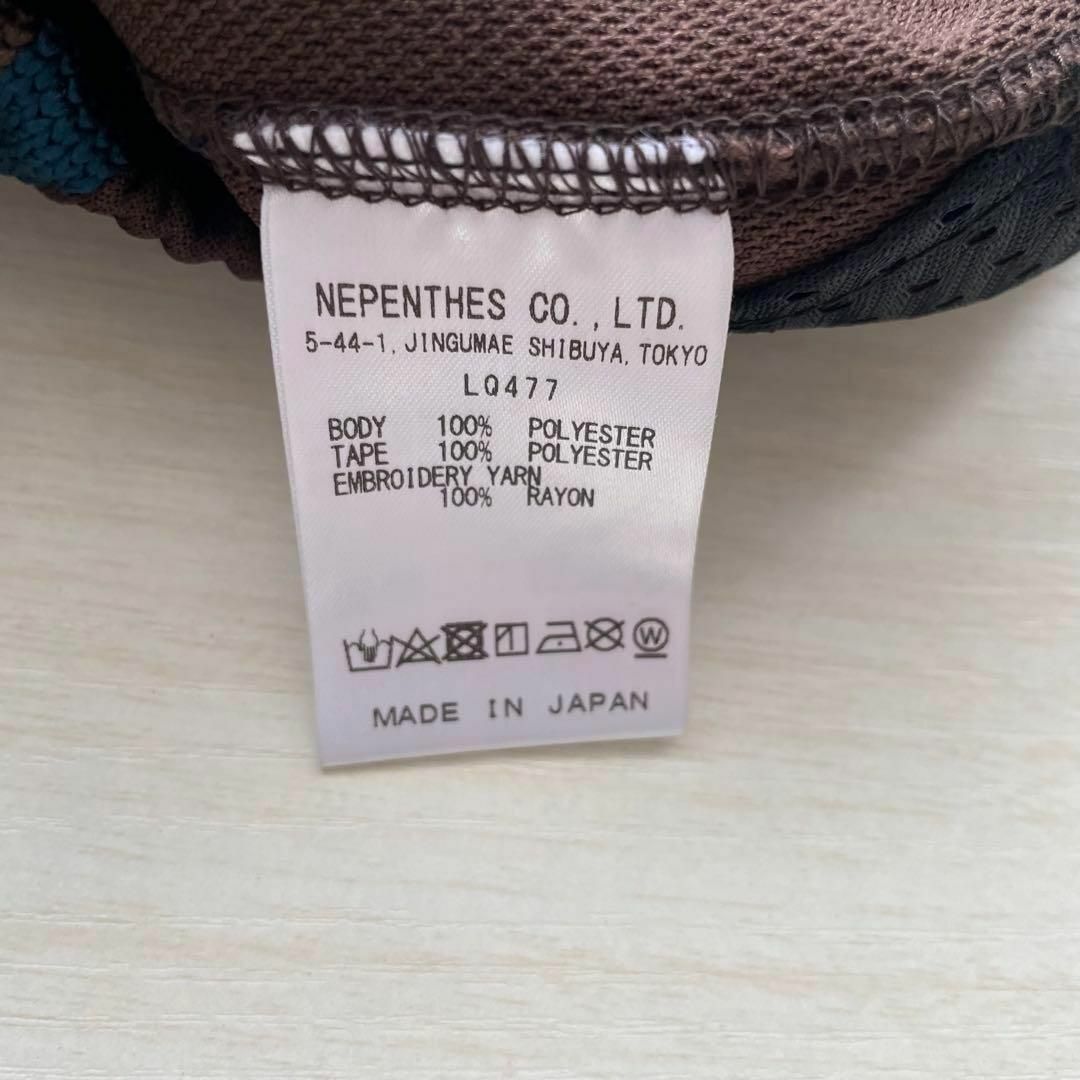 NEPENTHES CO., LTD.
5-44-1, JINGUMAE SHIBUYA, TOKYO
LQ477
BODY 100% POLYESTER
TAPE 100% POLYESTER
EMBROIDERY YARN
100% RAYON
W
MADE IN JAPAN